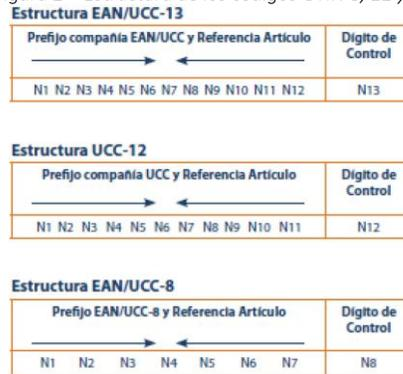 Estructura EAN/UCC-13
Prefijo compañía EAN/UCC y Referencia Artículo
Dígito de
Control
N1 N2 N3 N4 N5 N6 N7 N8 N9 N10 N11 N12
N13
Estructura UCC-12
Prefijo compañía UCC y Referencia Artículo
Dígito de
Control
N1 N2 N3 N4 N5 N6 N7 N8 N9 N10 N11
N12
Estructura EAN/UCC-8
Prefijo EAN/UCC-8 y Referencia Artículo
Dígito de
Control
N1 N2 N3 N4 N5 N6 N7
N8